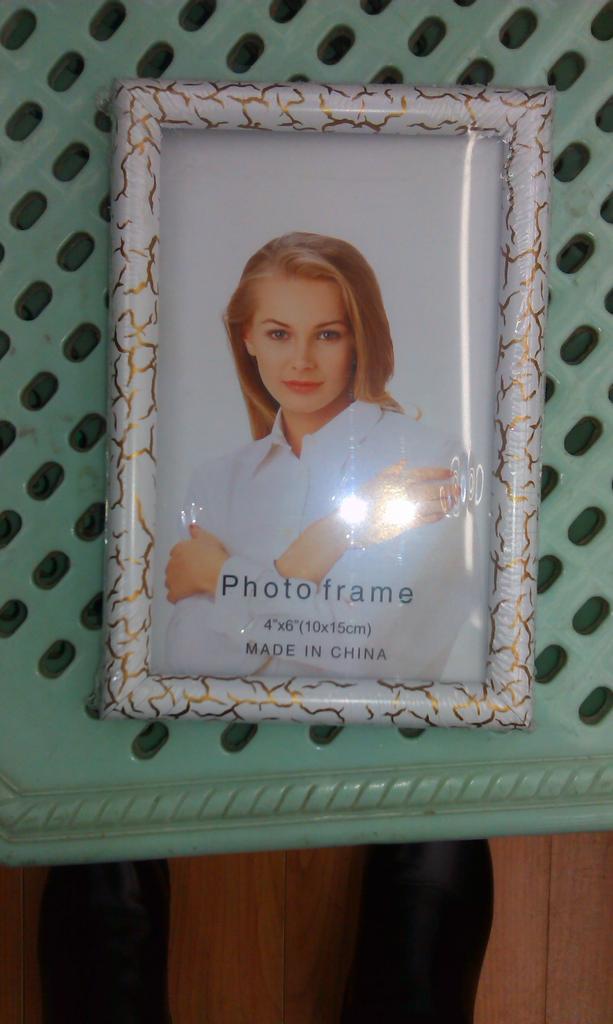 Photo frame
4"x6"(10x15cm)
MADE IN CHINA